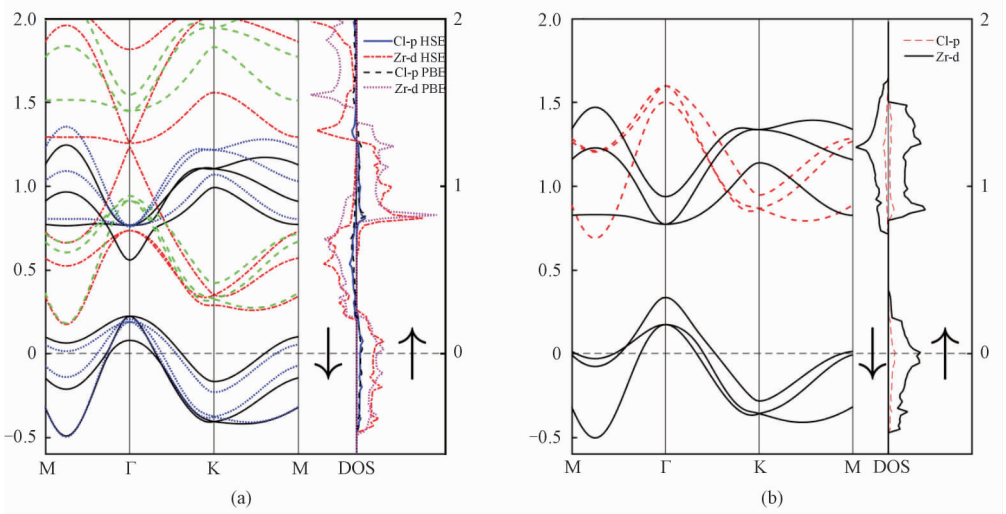 2.0
1.5
1.0
0.5
0
−0.5
M
Γ
K
M
DOS
2
1
0
Cl-p HSE
Zr-d HSE
Cl-p PBE
Zr-d PBE
(a)
2.0
1.5
1.0
0.5
0
−0.5
M
Γ
K
M
DOS
2
1
0
Cl-p
Zr-d
(b)